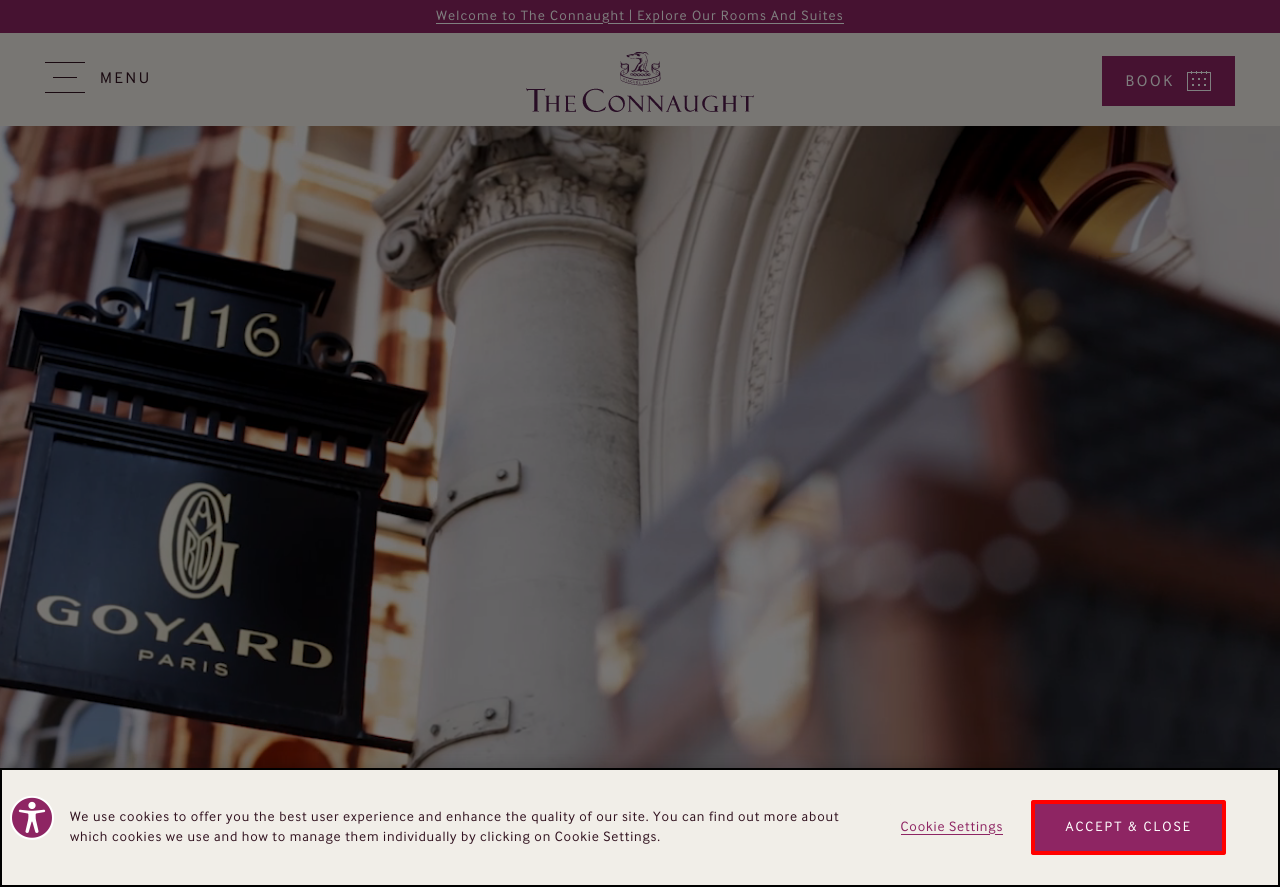 Welcome to The Connaught | Explore Our Rooms And Suites
MENU
THE CONNAUGHT
BOOK
116
GOYARD
PARIS
We use cookies to offer you the best user experience and enhance the quality of our site. You can find out more about
which cookies we use and how to manage them individually by clicking on Cookie Settings.
Cookie Settings
ACCEPT & CLOSE